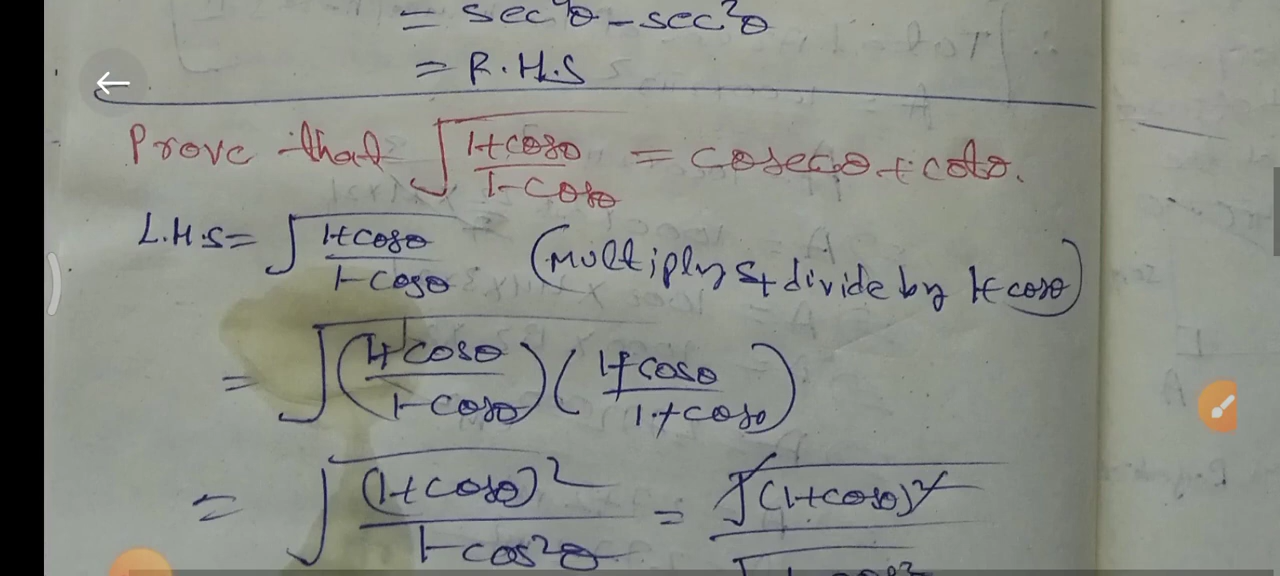 = sec⁴θ - sec²θ
= R.H.S
Prove that √(1+cosθ / 1-cosθ) = cosecθ + cotθ.
L.H.S = √(1+cosθ / 1-cosθ) (Multiply & divide by 1+cosθ)
= √((1+cosθ / 1-cosθ) (1+cosθ / 1+cosθ))
= √((1+cosθ)² / 1-cos²θ) = √(1+cosθ)²